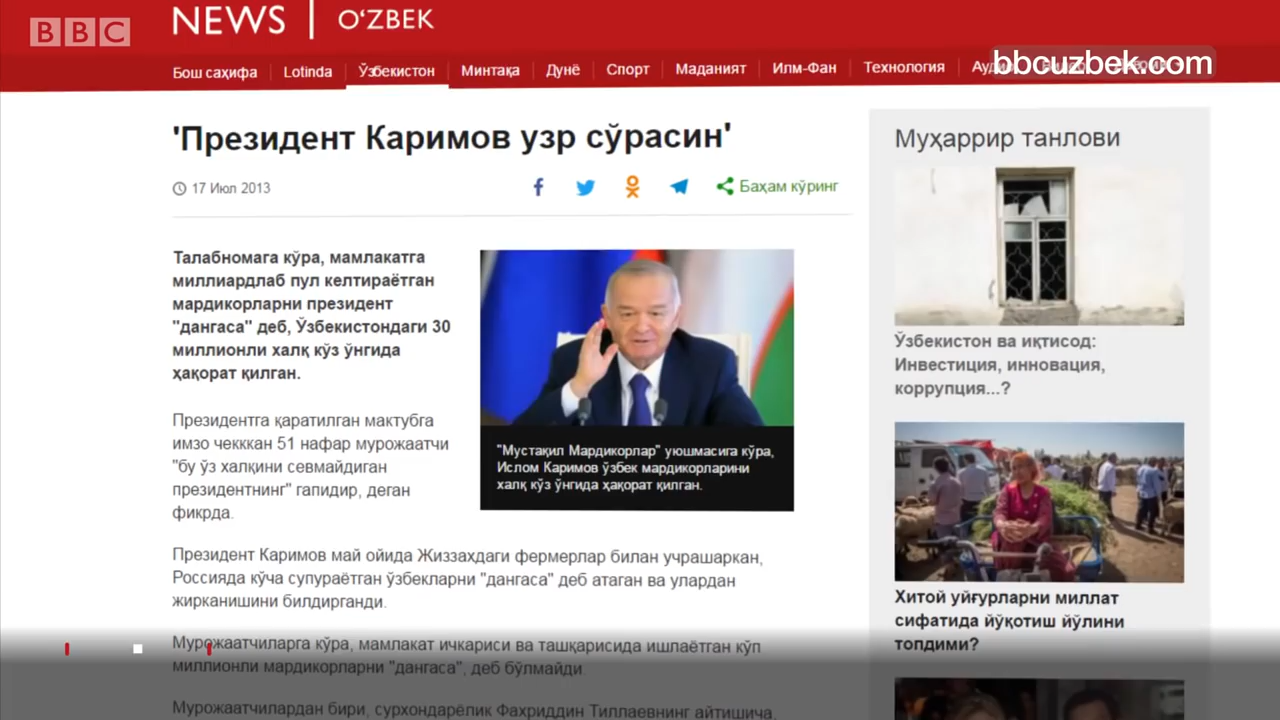 BBC
NEWS | O'ZBEK
bbcuzbek.com
Бош саҳифа
Lotinda
Ўзбекистон
Минтақа
Дунё
Спорт
Маданият
Илм-Фан
Технология
'Президент Каримов узр сўрасин'
17 Июл 2013
Баҳам кўринг
Талабномага кўра, мамлакатга
миллиардлаб пул келтираётган
мардикорларни президент
"дангаса" деб, Ўзбекистондаги 30
миллионли халқ кўз ўнгида
ҳақорат қилган.
"Мустақил Мардикорлар" уюшмасига кўра,
Ислом Каримов ўзбек мардикорларини
халқ кўз ўнгида ҳақорат қилган.
Президентга қаратилган мактубга
имзо чекккан 51 нафар мурожаатчи
"бу ўз халқини севмайдиган
президентнинг" гапидир, деган
фикрда.
Президент Каримов май ойида Жиззахдаги фермерлар билан учрашаркан,
Россияда кўча супураётган ўзбекларни "дангаса" деб атаган ва улардан
жирканишини билдирганди.
Мурожаатчиларга кўра, мамлакат ичкариси ва ташқарисида ишлаётган кўп
миллионли мардикорларни "дангаса", деб бўлмайди.
Мурожаатчилардан бири, сурхондарёлик Фахриддин Тиллаевнинг айтишича,
Муҳаррир танлови
Ўзбекистон ва иқтисод:
Инвестиция, инновация,
коррупция...?
Хитой уйғурларни миллат
сифатида йўқотиш йўлини
топдими?